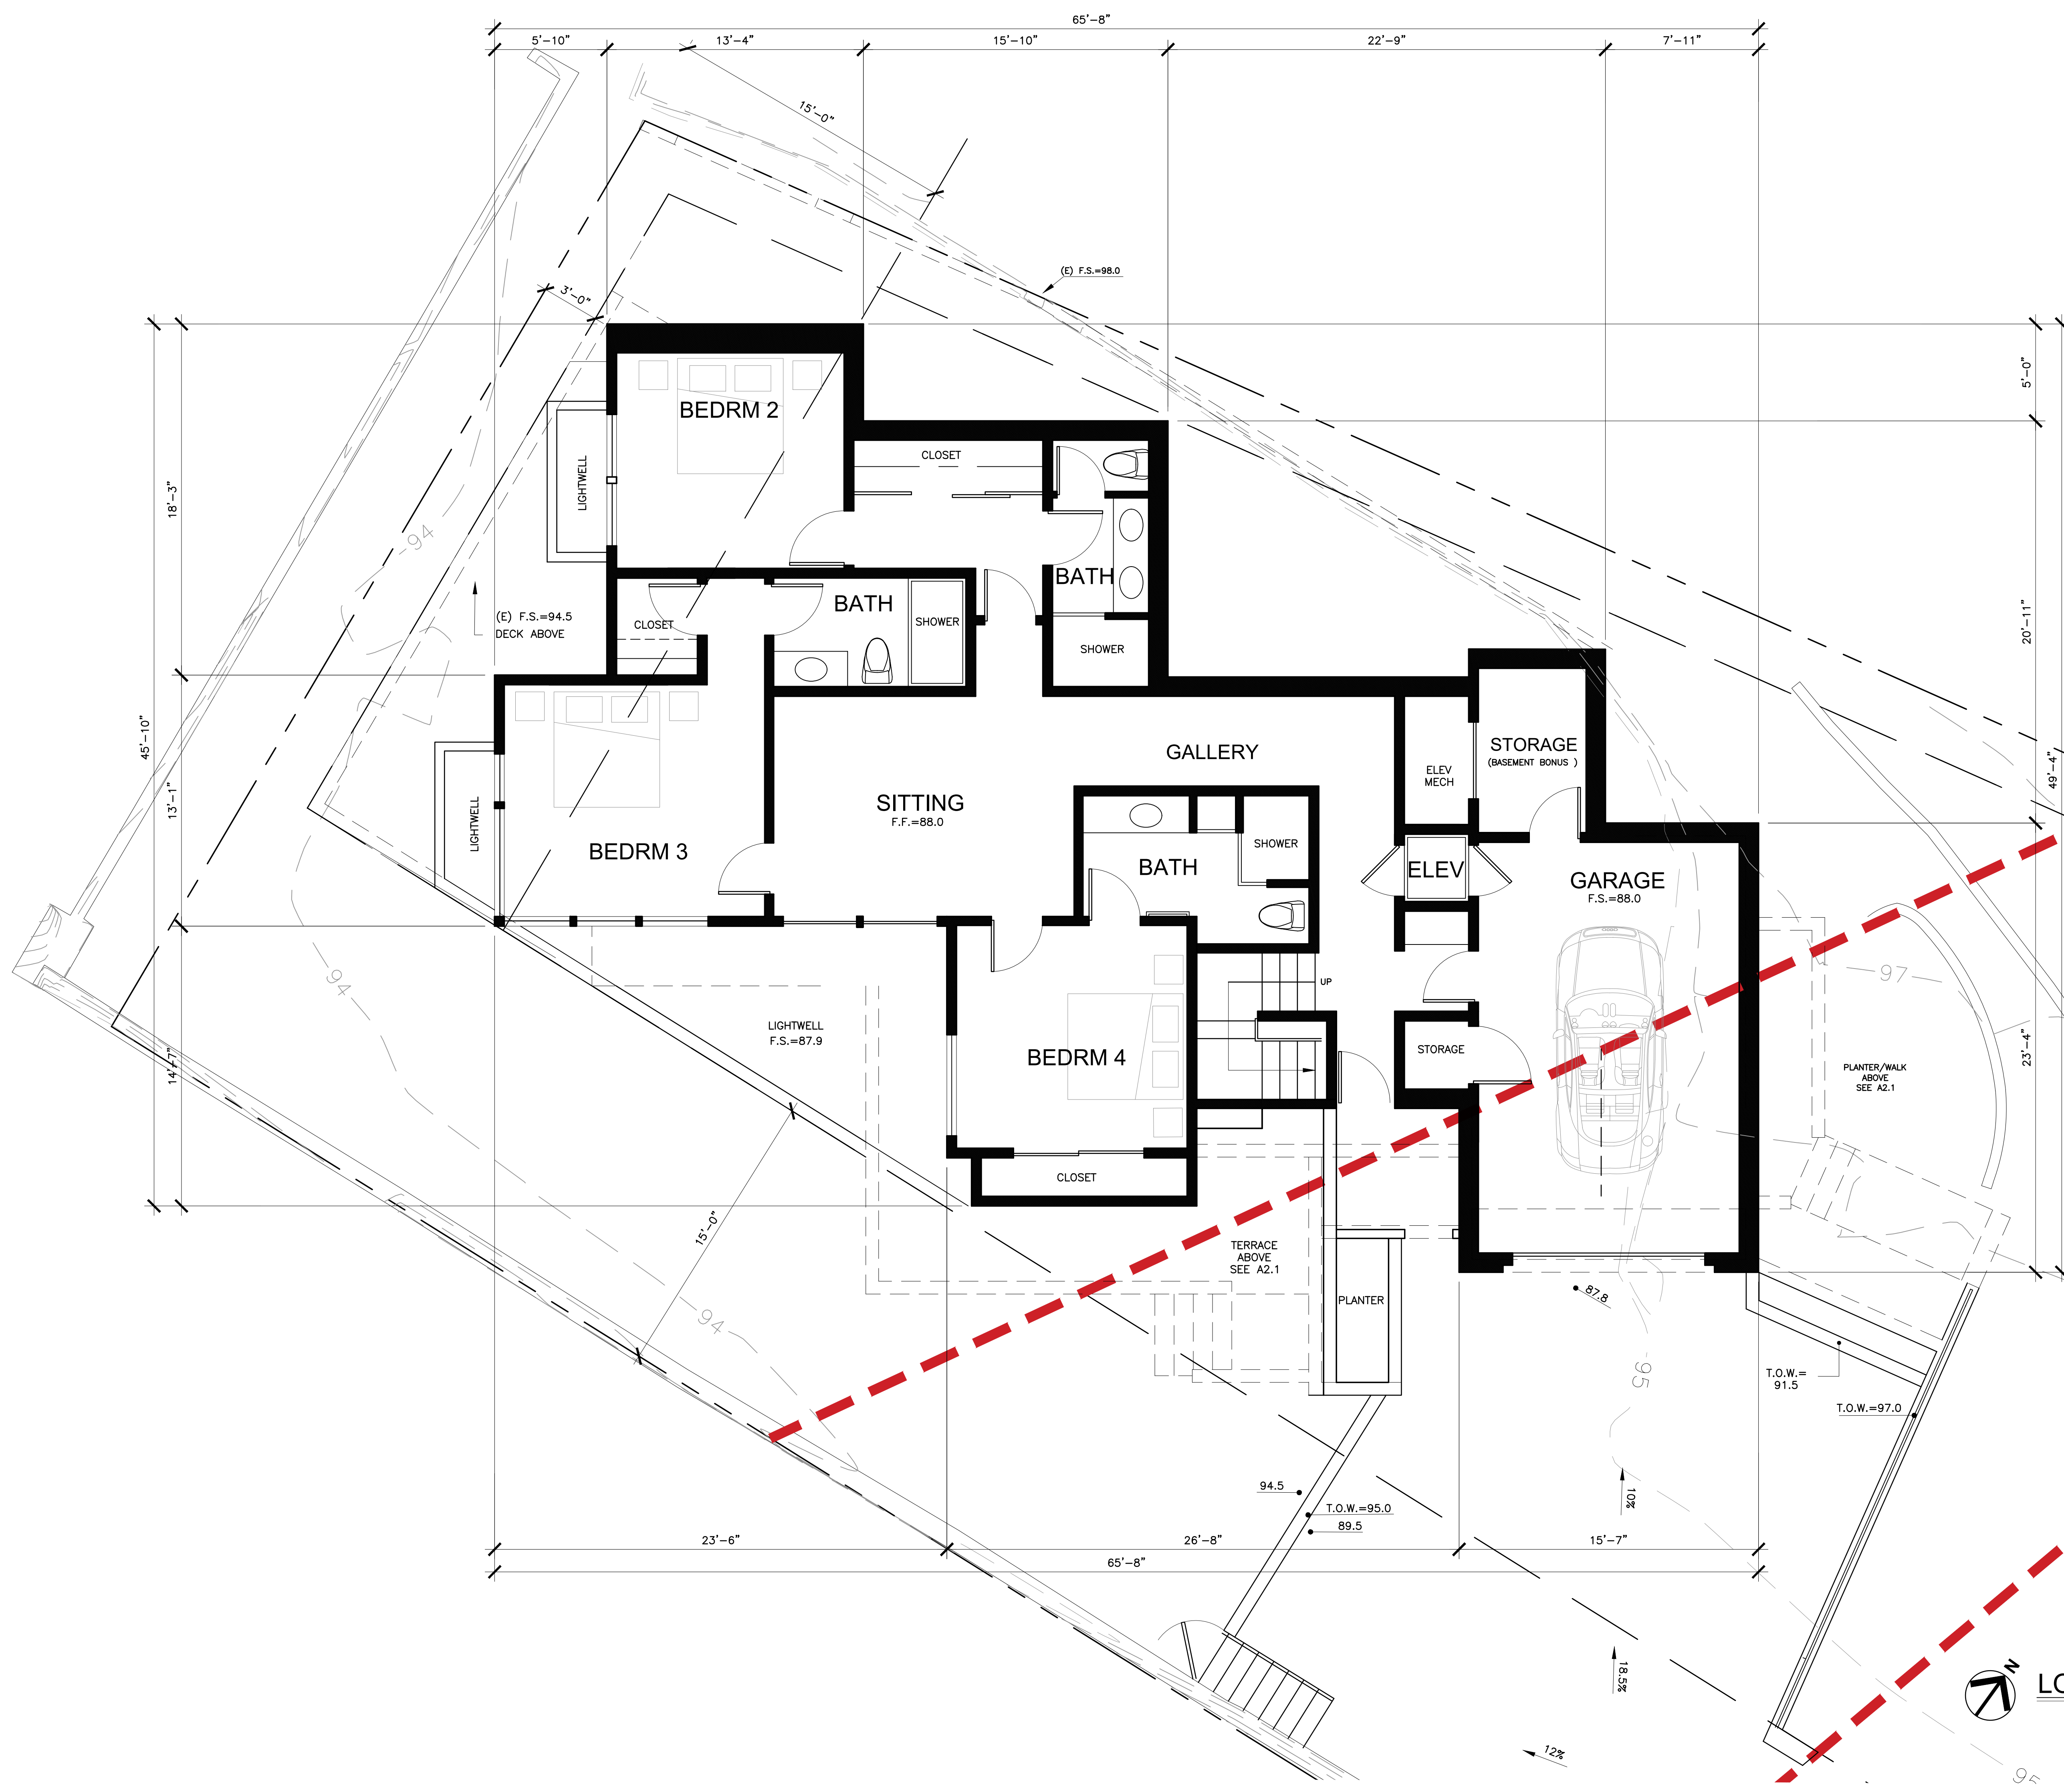 65'-8"
5'-10"
13'-4"
15'-10"
22'-9"
7'-11"
15'-0"
(E) F.S.=98.0
3'-0"
5'-0"
BEDRM 2
CLOSET
LIGHTWELL
18'-3"
94
BATH
BATH
(E) F.S.=94.5
DECK ABOVE
CLOSET
SHOWER
SHOWER
20'-11"
45'-10"
13'-1"
49'-4"
GALLERY
STORAGE
(BASEMENT BONUS )
ELEV
MECH
SITTING
F.F.=88.0
LIGHTWELL
BEDRM 3
SHOWER
BATH
ELEV
GARAGE
F.S.=88.0
94
97
UP
LIGHTWELL
F.S.=87.9
BEDRM 4
STORAGE
14'-7"
23'-4"
PLANTER/WALK
ABOVE
SEE A2.1
CLOSET
15'-0"
TERRACE
ABOVE
SEE A2.1
PLANTER
87.8
94
95
T.O.W.=
91.5
T.O.W.=97.0
94.5
T.O.W.=95.0
89.5
10%
23'-6"
26'-8"
15'-7"
65'-8"
18.5%
N
LO
12%
95